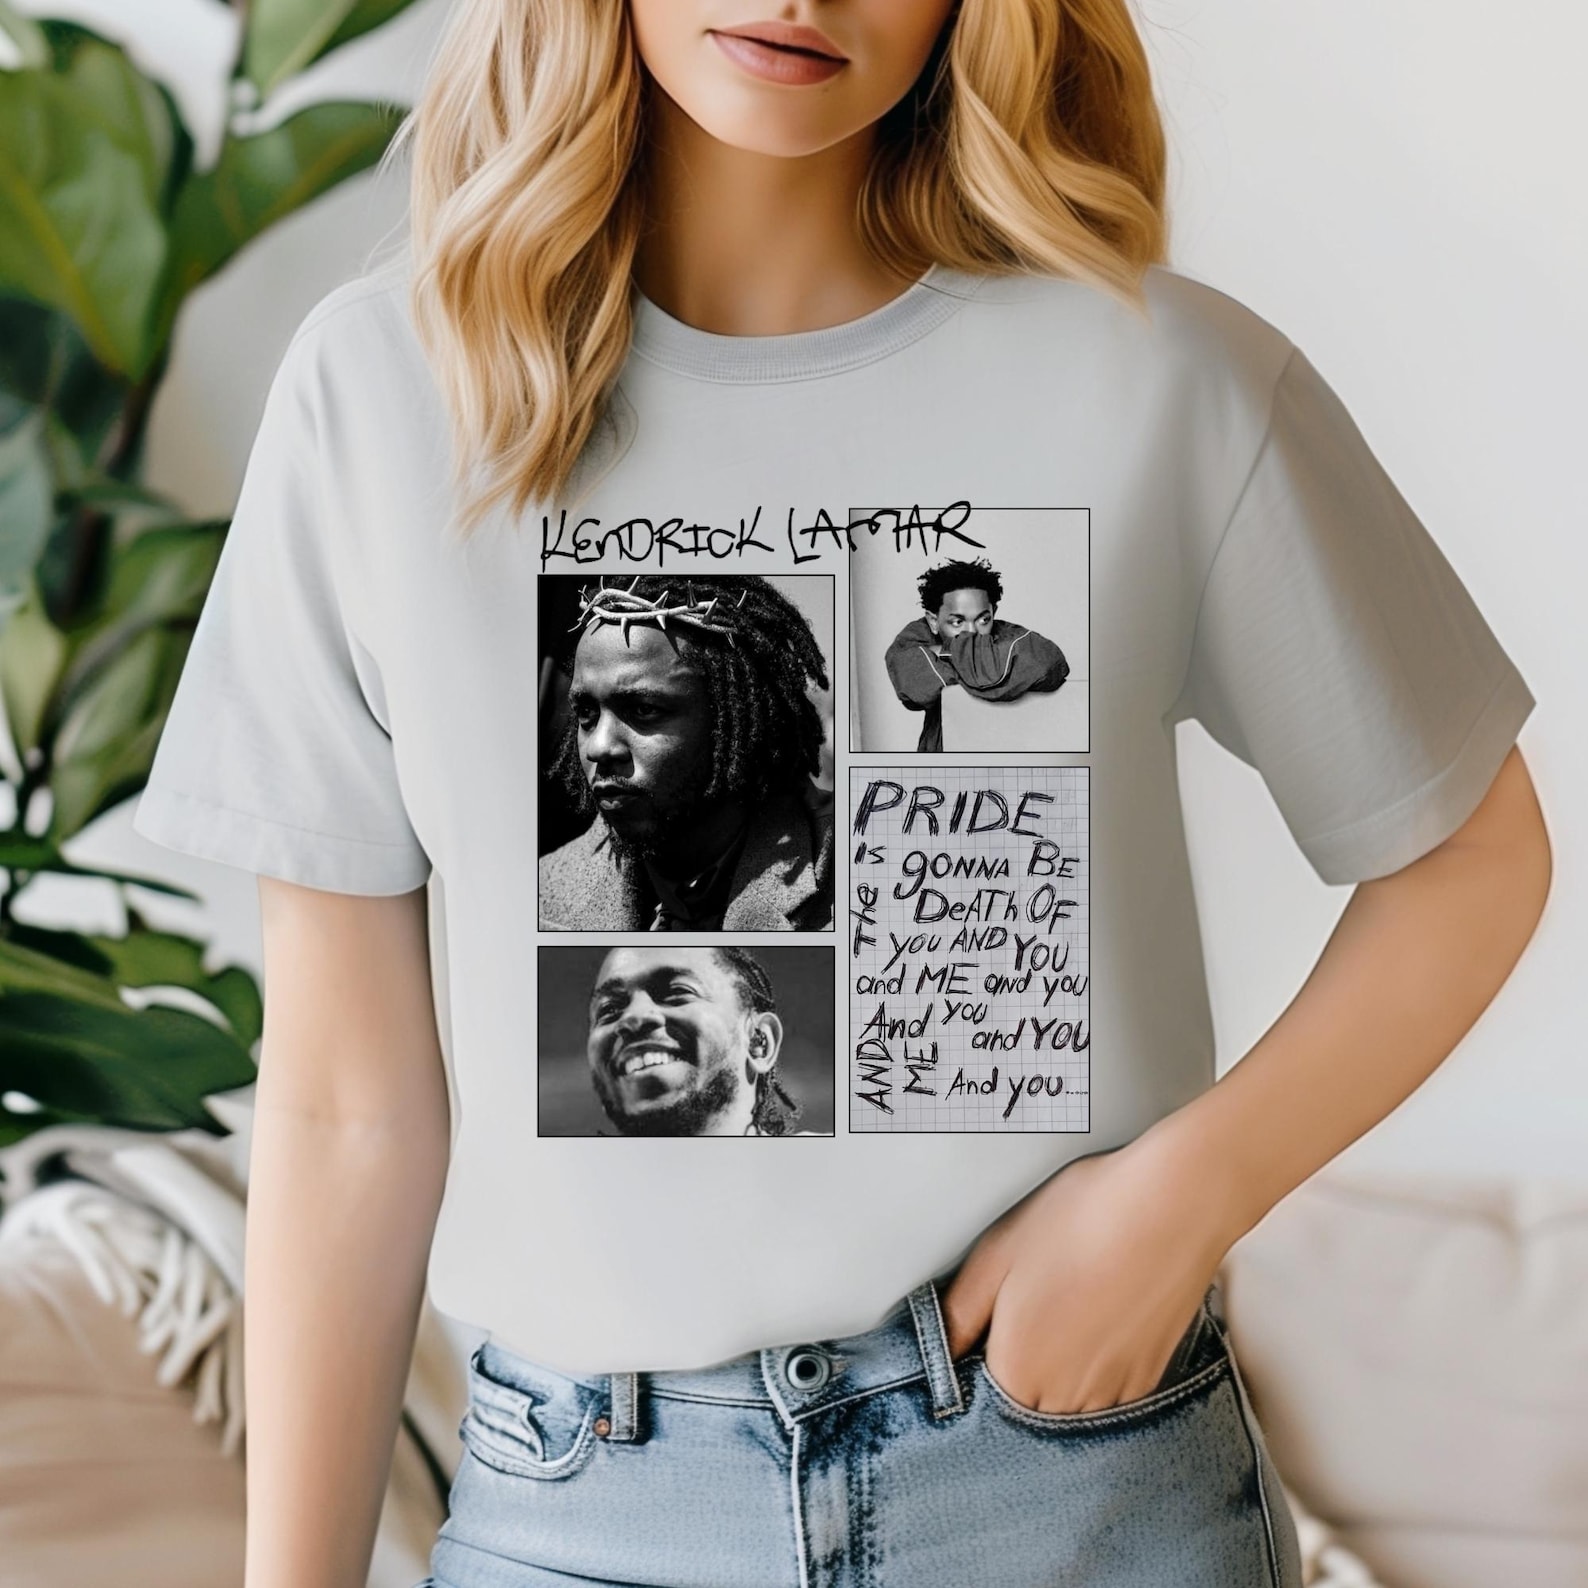 KEnDRICK LAMAR
PRIDE
IS gONNA BE
The DeATh OF
you AND YOU
and ME and you
And you and YOU
AND ME And you.....